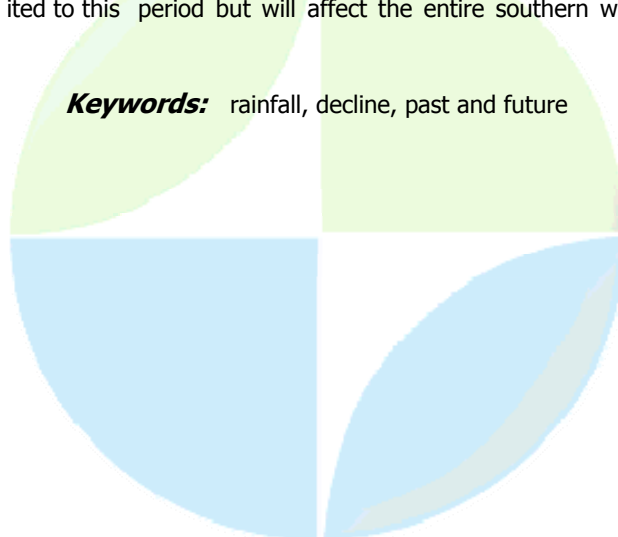 ited to this period but will affect the entire southern w
Keywords: rainfall, decline, past and future